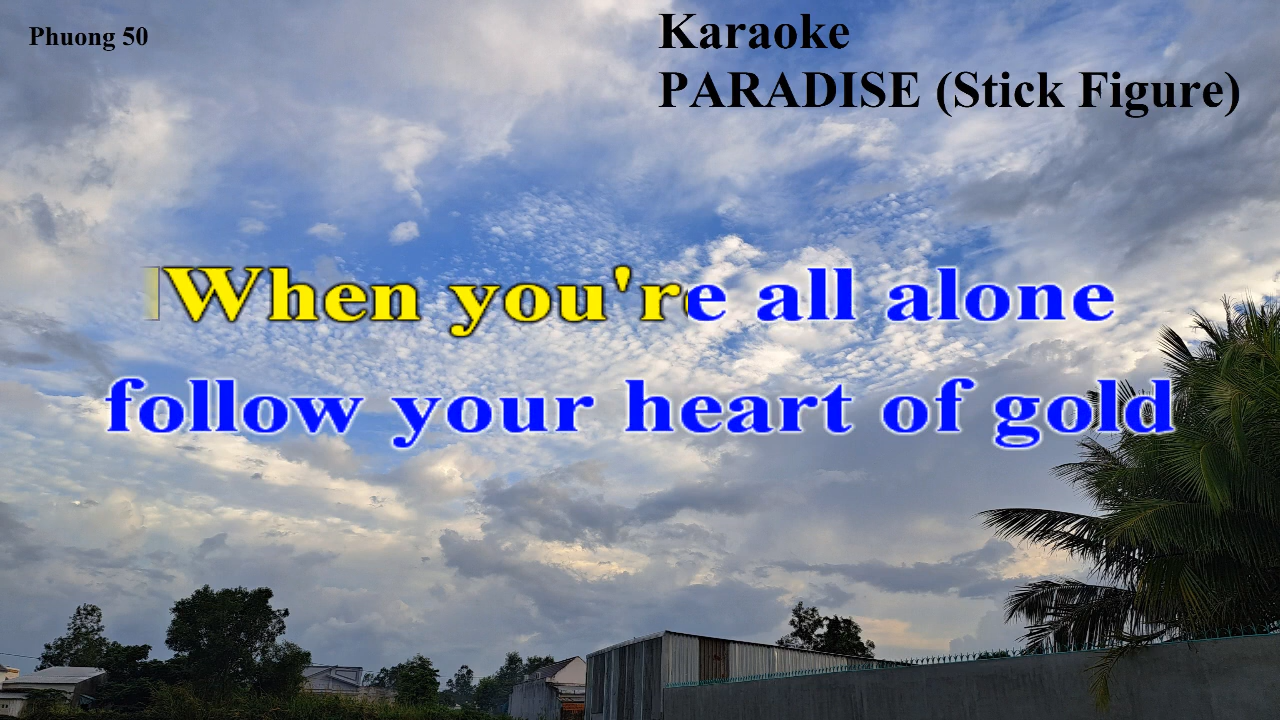 Phuong 50
Karaoke
PARADISE (Stick Figure)
When you're all alone
follow your heart of gold